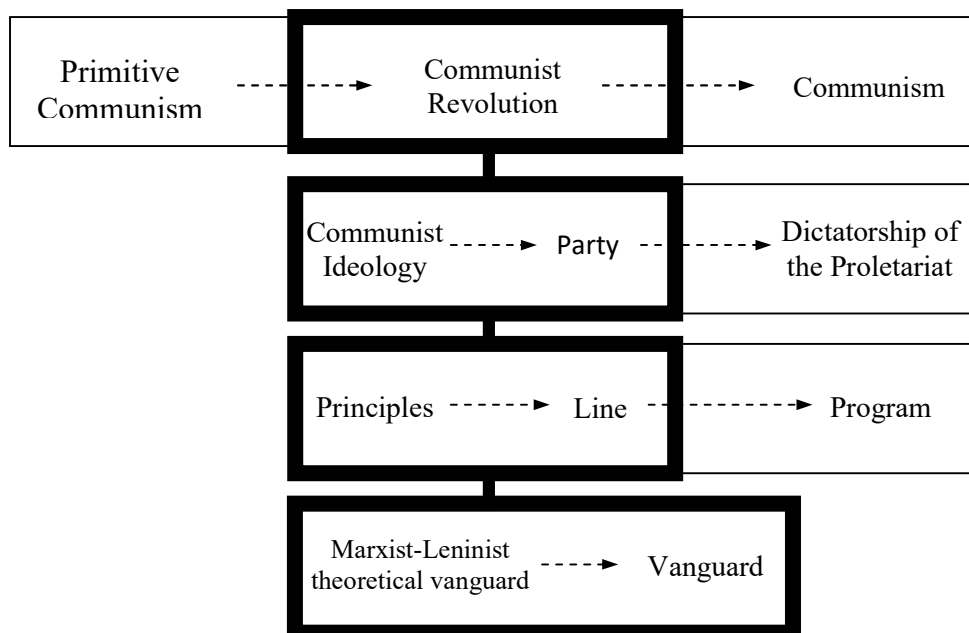 Primitive
Communism
Communist
Revolution
Communism
Communist
Ideology
Party
Dictatorship of
the Proletariat
Principles
Line
Program
Marxist-Leninist
theoretical vanguard
Vanguard